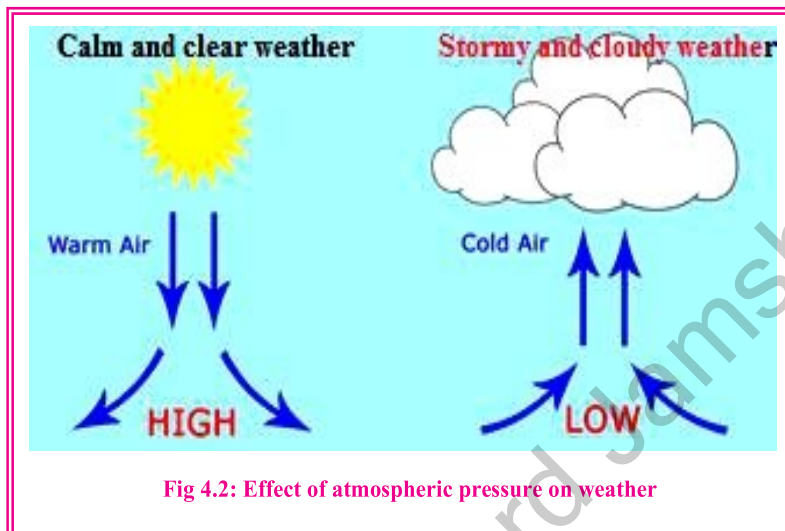 Calm and clear weather
Stormy and cloudy weather
Warm Air
Cold Air
HIGH
LOW
Fig 4.2: Effect of atmospheric pressure on weather